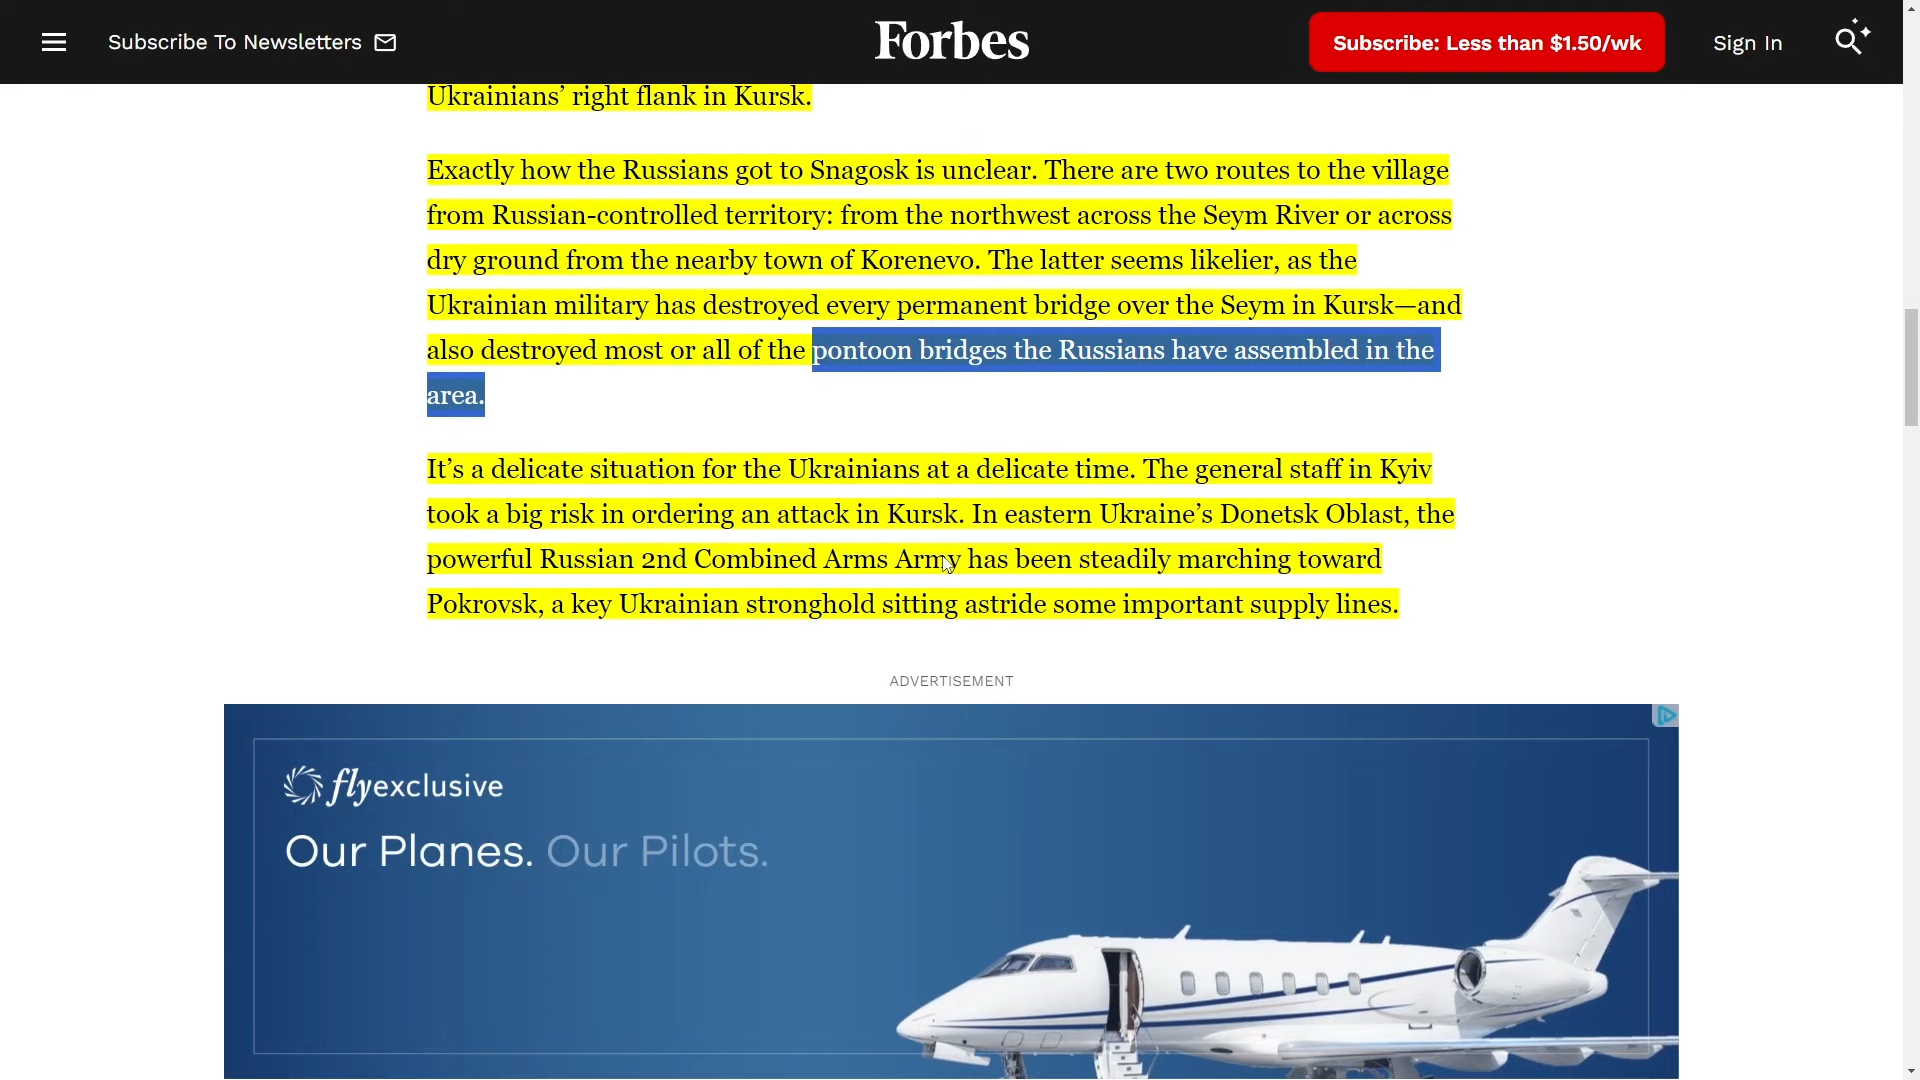 Subscribe To Newsletters
Forbes
Subscribe: Less than $1.50/wk
Sign In
Ukrainians’ right flank in Kursk.
Exactly how the Russians got to Snagosk is unclear. There are two routes to the village
from Russian-controlled territory: from the northwest across the Seym River or across
dry ground from the nearby town of Korenevo. The latter seems likelier, as the
Ukrainian military has destroyed every permanent bridge over the Seym in Kursk—and
also destroyed most or all of the pontoon bridges the Russians have assembled in the
area.
It’s a delicate situation for the Ukrainians at a delicate time. The general staff in Kyiv
took a big risk in ordering an attack in Kursk. In eastern Ukraine’s Donetsk Oblast, the
powerful Russian 2nd Combined Arms Army has been steadily marching toward
Pokrovsk, a key Ukrainian stronghold sitting astride some important supply lines.
ADVERTISEMENT
flyexclusive
Our Planes. Our Pilots.